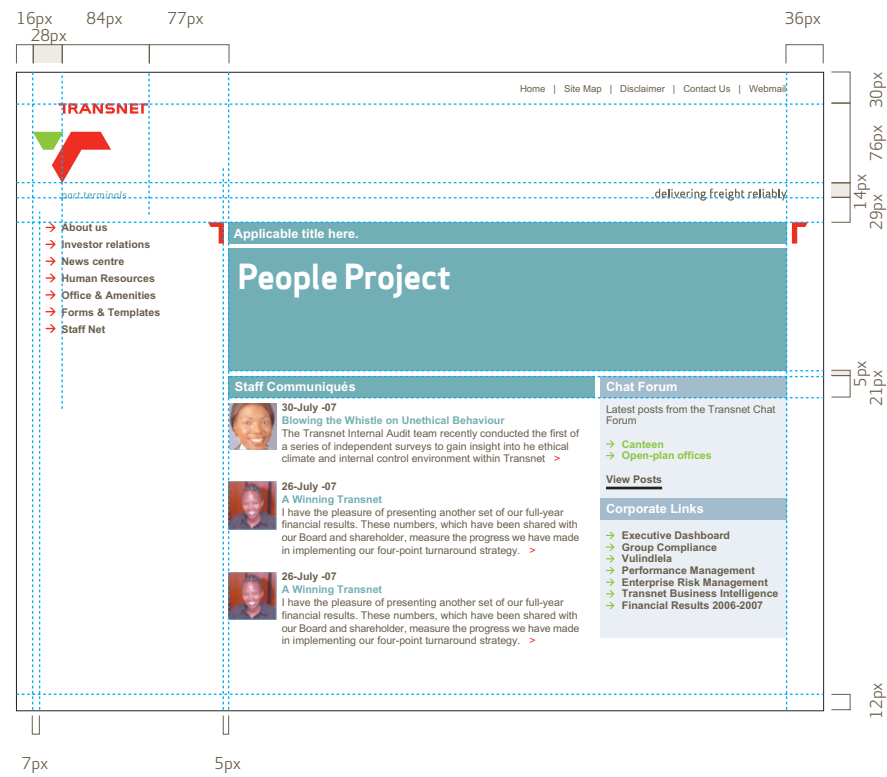 16px 84px 77px 36px
28px
Home | Site Map | Disclaimer | Contact Us | Webmail
30px
TRANSNET
76px
port terminals
delivering freight reliably
14px
29px
About us
Investor relations
News centre
Human Resources
Office & Amenities
Forms & Templates
Staff Net
Applicable title here.
People Project
5px
21px
Staff Communiqués
30-July -07
Blowing the Whistle on Unethical Behaviour
The Transnet Internal Audit team recently conducted the first of
a series of independent surveys to gain insight into he ethical
climate and internal control environment within Transnet >
26-July -07
A Winning Transnet
I have the pleasure of presenting another set of our full-year
financial results. These numbers, which have been shared with
our Board and shareholder, measure the progress we have made
in implementing our four-point turnaround strategy. >
26-July -07
A Winning Transnet
I have the pleasure of presenting another set of our full-year
financial results. These numbers, which have been shared with
our Board and shareholder, measure the progress we have made
in implementing our four-point turnaround strategy. >
Chat Forum
Latest posts from the Transnet Chat
Forum
Canteen
Open-plan offices
View Posts
Corporate Links
Executive Dashboard
Group Compliance
Vulindlela
Performance Management
Enterprise Risk Management
Transnet Business Intelligence
Financial Results 2006-2007
12px
7px 5px